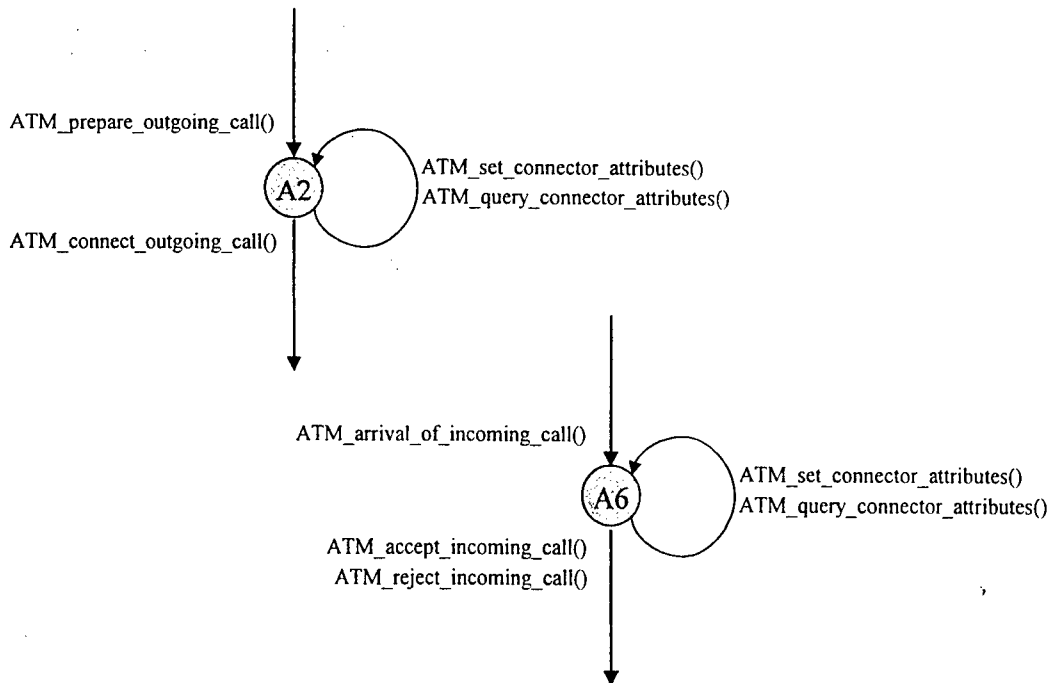 ATM_prepare_outgoing_call()
ATM_set_connector_attributes()
A2
ATM_query_connector_attributes()
ATM_connect_outgoing_call()
ATM_arrival_of_incoming_call()
ATM_set_connector_attributes()
A6
ATM_query_connector_attributes()
ATM_accept_incoming_call()
ATM_reject_incoming_call()